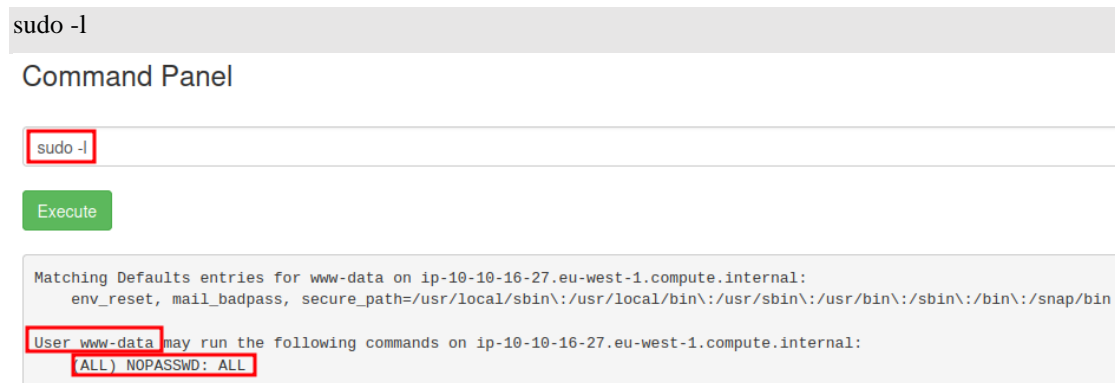 sudo -l
Command Panel
sudo -l
Execute
Matching Defaults entries for www-data on ip-10-10-16-27.eu-west-1.compute.internal:
env_reset, mail_badpass, secure_path=/usr/local/sbin\:/usr/local/bin\:/usr/sbin\:/usr/bin\:/sbin\:/bin\:/snap/bin
User www-data may run the following commands on ip-10-10-16-27.eu-west-1.compute.internal:
(ALL) NOPASSWD: ALL